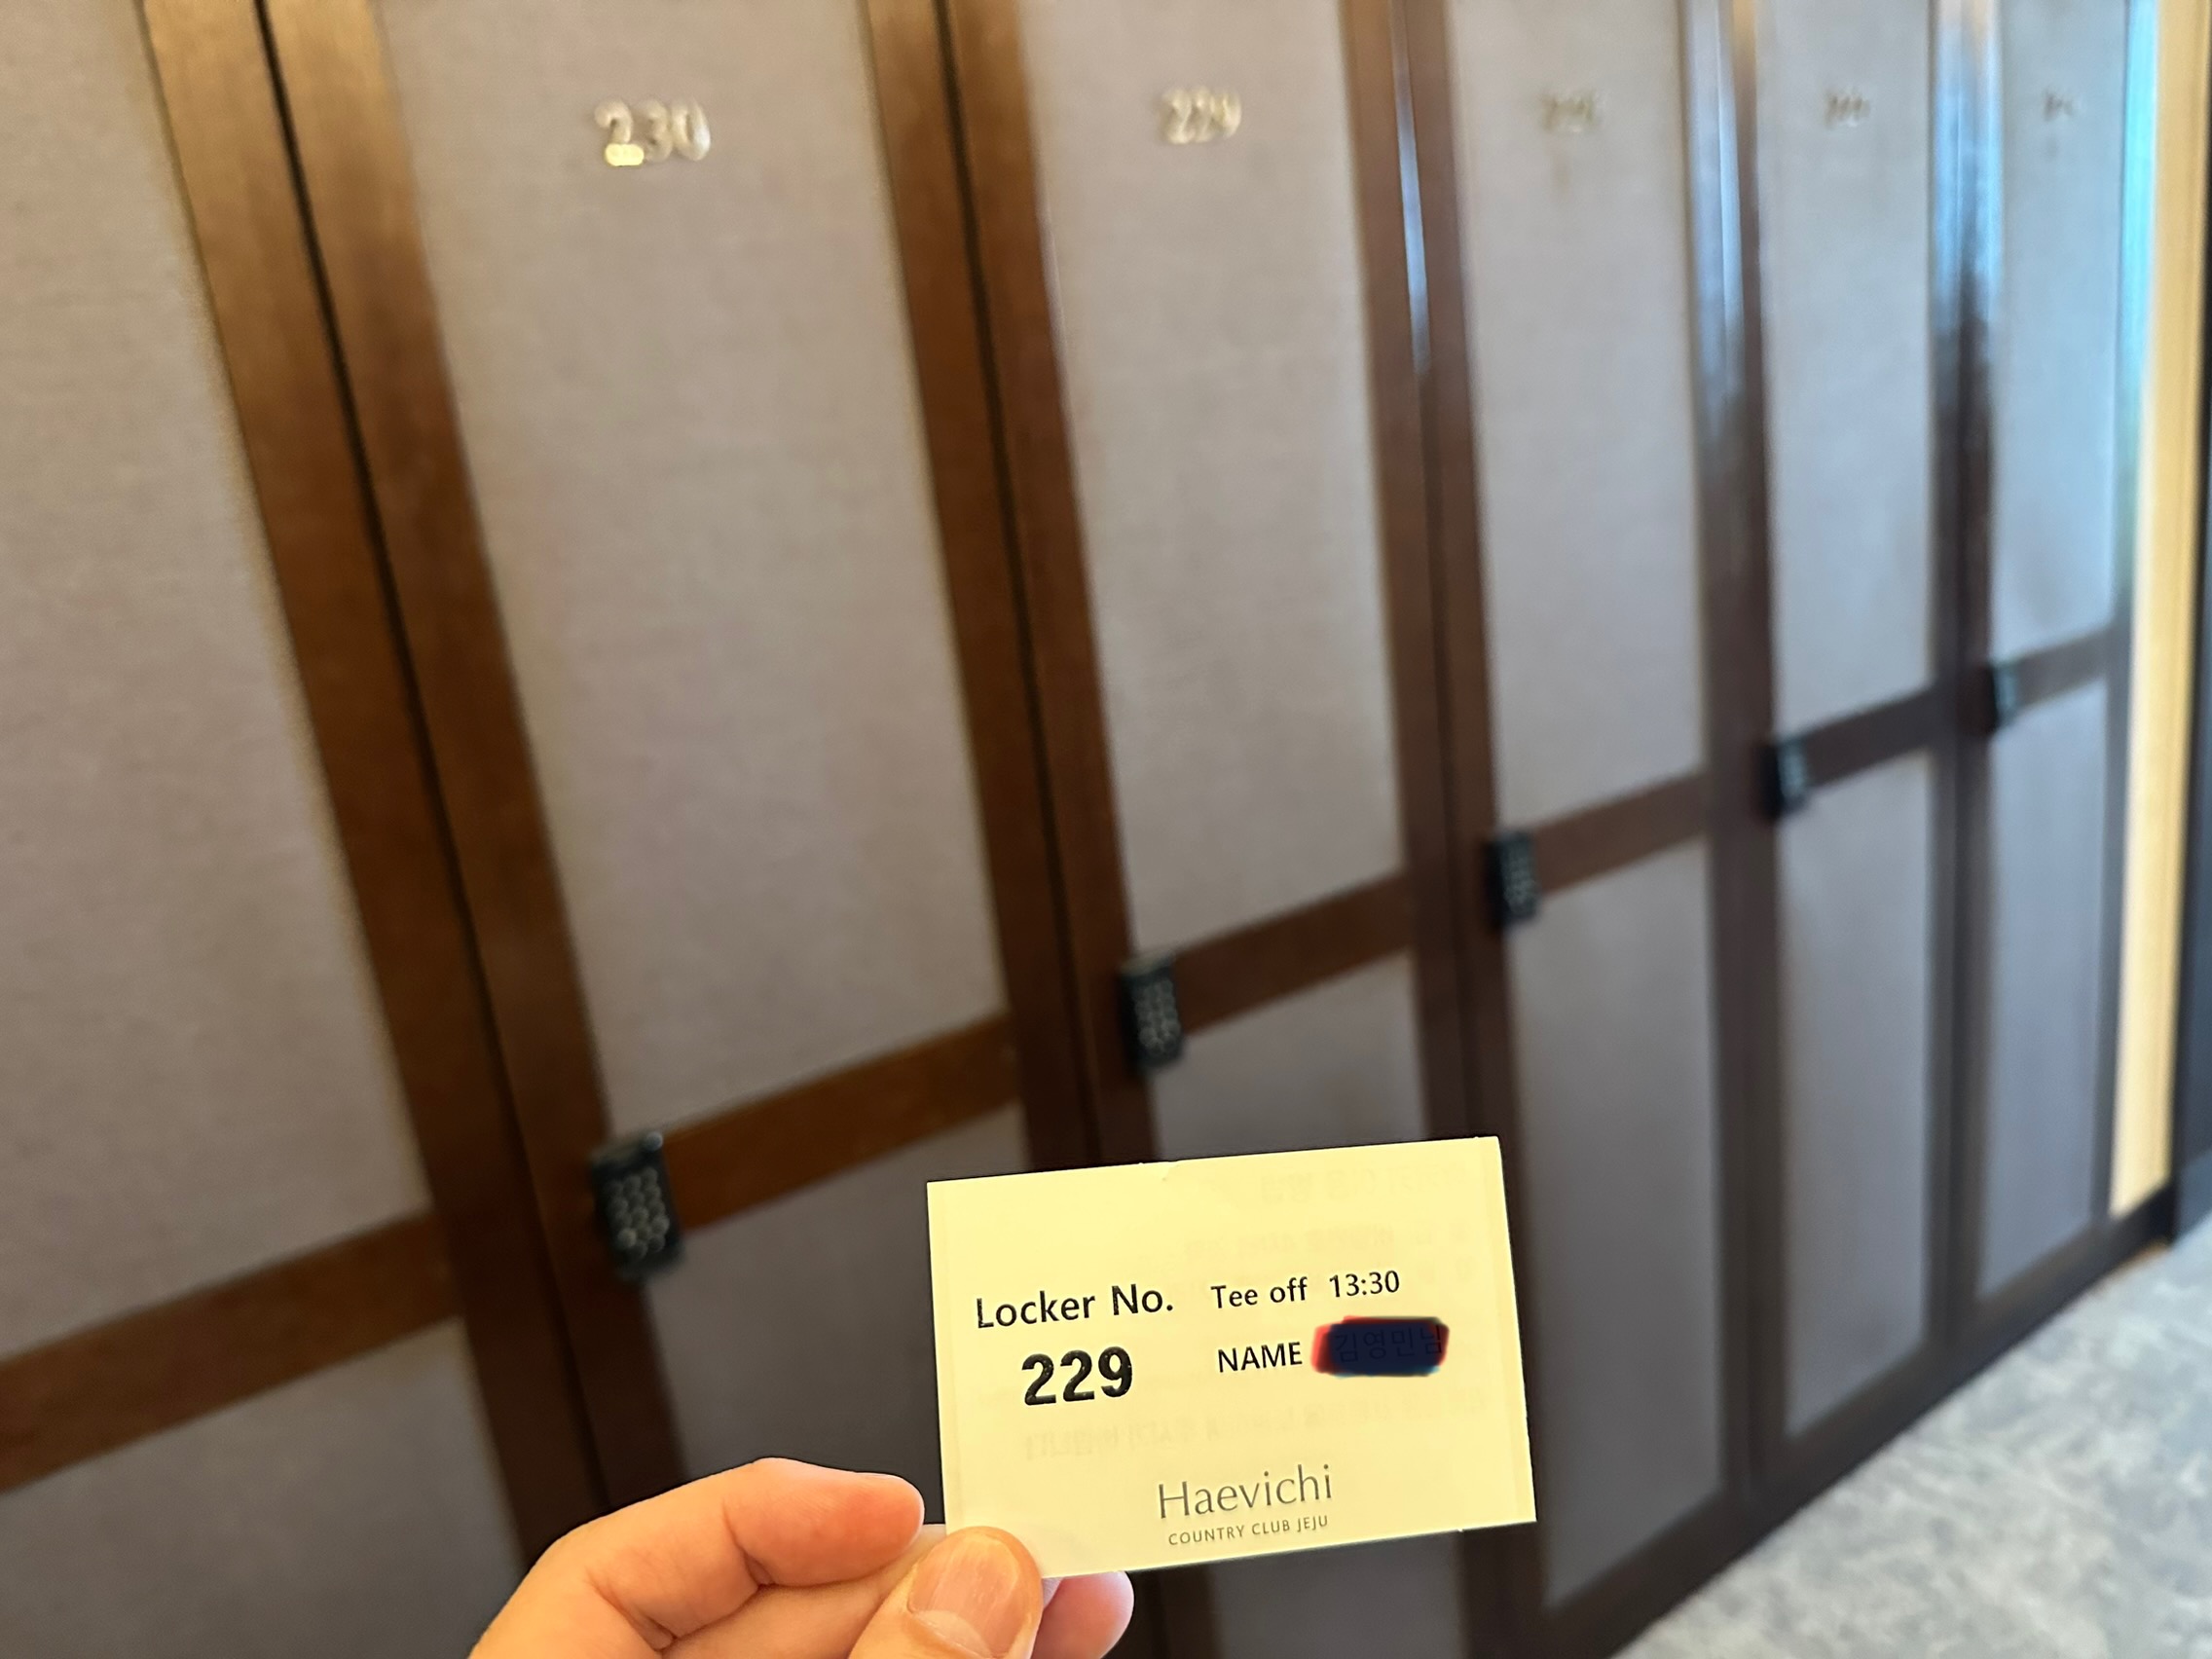 230
229
Locker No. Tee off 13:30
229 NAME
Haevichi
COUNTRY CLUB JEJU